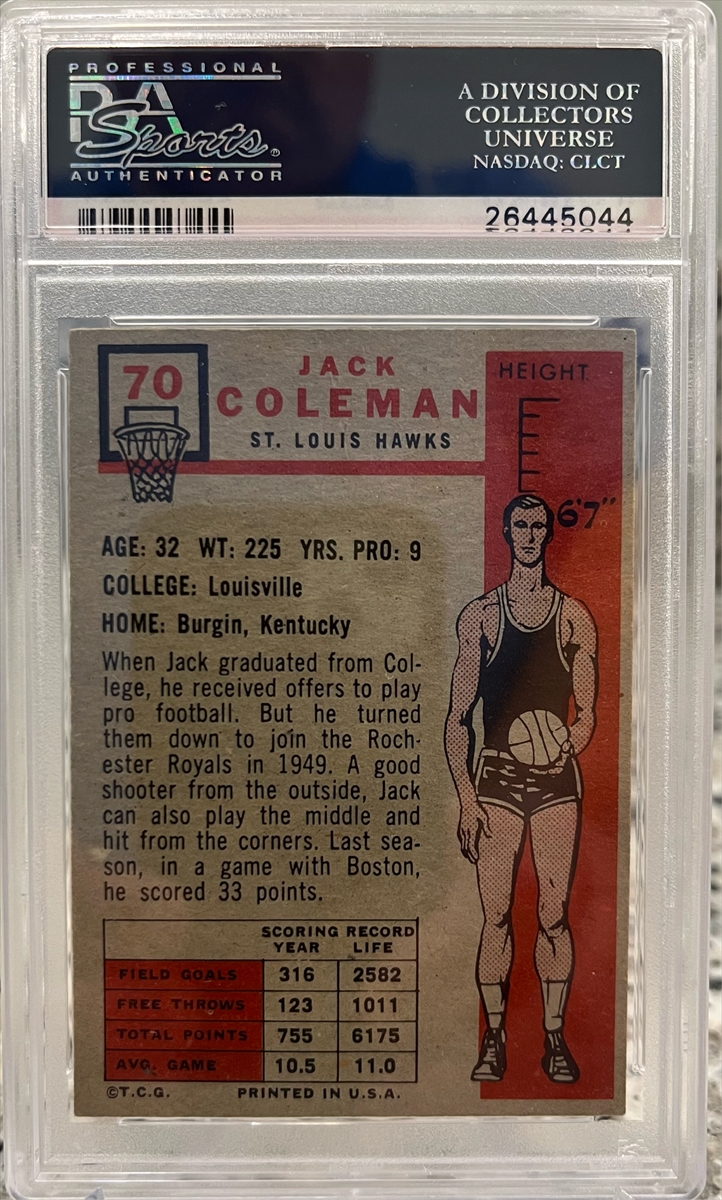 PROFESSIONAL
PSA
Sports
AUTHENTICATOR
A DIVISION OF
COLLECTORS
UNIVERSE
NASDAQ: CLCT
26445044
70
JACK
COLEMAN
ST. LOUIS HAWKS
HEIGHT
6'7"
AGE: 32 WT: 225 YRS. PRO: 9
COLLEGE: Louisville
HOME: Burgin, Kentucky
When Jack graduated from Col-
lege, he received offers to play
pro football. But he turned
them down to join the Roch-
ester Royals in 1949. A good
shooter from the outside, Jack
can also play the middle and
hit from the corners. Last sea-
son, in a game with Boston,
he scored 33 points.
SCORING RECORD
YEAR LIFE
FIELD GOALS 316 2582
FREE THROWS 123 1011
TOTAL POINTS 755 6175
AVG. GAME 10.5 11.0
©T.C.G. PRINTED IN U.S.A.